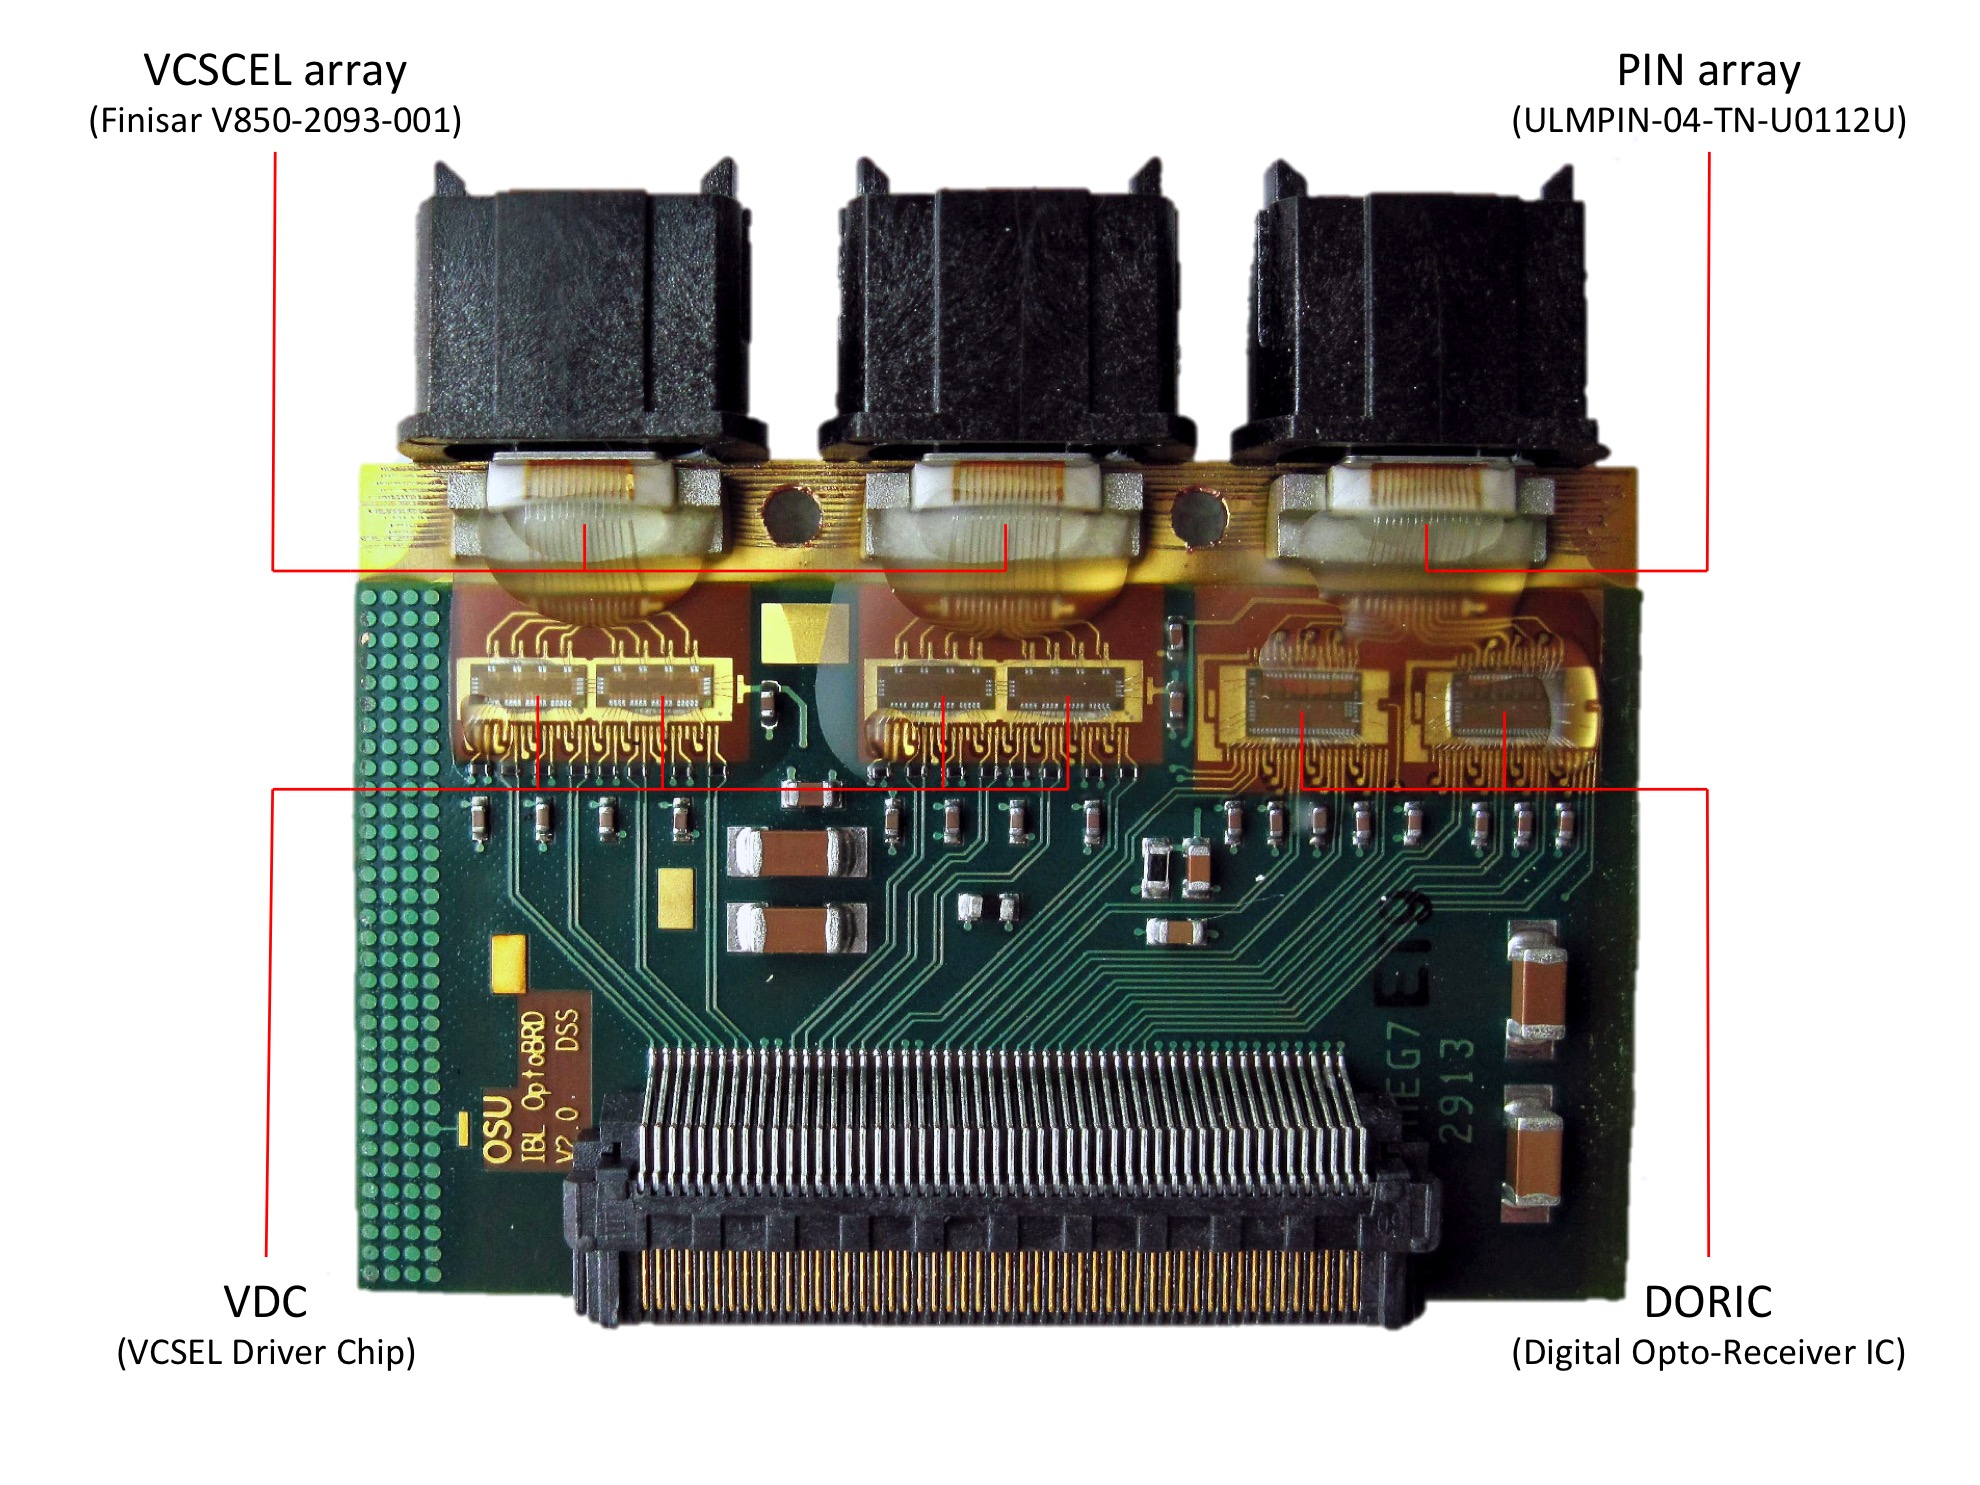 VCSCEL array
(Finisar V850-2093-001)
PIN array
(ULMPIN-04-TN-U0112U)
OSU
IBL OptoBRD
V2.0 DSS
E19
2913
VDC
(VCSEL Driver Chip)
DORIC
(Digital Opto-Receiver IC)